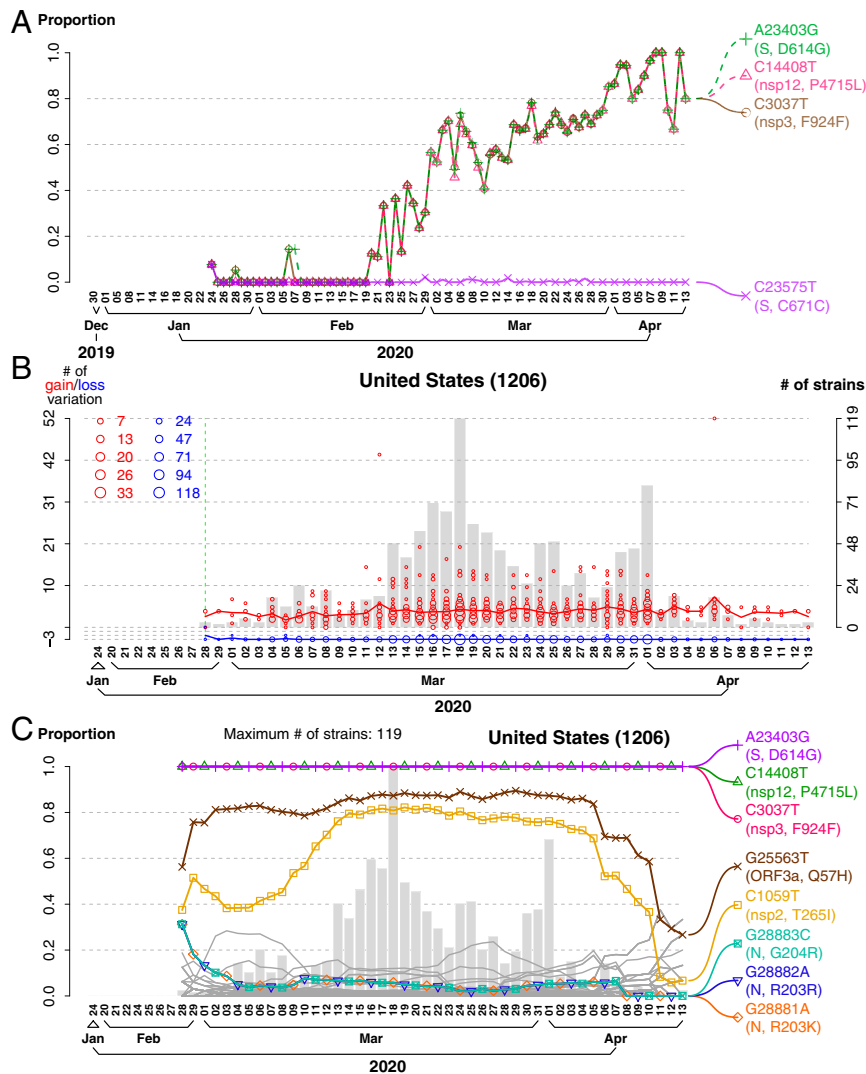 A Proportion
1.0
0.8
0.6
0.4
0.2
0.0
A23403G
(S, D614G)
C14408T
(nsp12, P4715L)
C3037T
(nsp3, F924F)
C23575T
(S, C671C)
30 01 05 08 11 14 16 18 20 22 24 26 28 30 01 03 05 07 09 11 13 15 17 19 21 23 25 27 29 02 04 06 08 10 12 14 16 18 20 22 24 26 28 30 01 03 05 07 09 11 13
Dec Jan Feb Mar Apr
2019 2020
B # of
gain/loss
variation
United States (1206)
# of strains
52
42
31
21
10
−3
7 24
13 47
20 71
26 94
33 118
119
94
71
48
24
0
24 20 21 22 23 24 25 26 27 28 29 01 02 03 04 05 06 07 08 09 10 11 12 13 14 15 16 17 18 19 20 21 22 23 24 25 26 27 28 29 30 31 01 02 03 04 05 06 07 08 09 10 11 12 13
Jan Feb Mar Apr
2020
C Proportion
Maximum # of strains: 119
United States (1206)
1.0
0.8
0.6
0.4
0.2
0.0
A23403G
(S, D614G)
C14408T
(nsp12, P4715L)
C3037T
(nsp3, F924F)
G25563T
(ORF3a, Q57H)
C1059T
(nsp2, T265I)
G28883C
(N, G204R)
G28882A
(N, R203R)
G28881A
(N, R203K)
24 20 21 22 23 24 25 26 27 28 29 01 02 03 04 05 06 07 08 09 10 11 12 13 14 15 16 17 18 19 20 21 22 23 24 25 26 27 28 29 30 31 01 02 03 04 05 06 07 08 09 10 11 12 13
Jan Feb Mar Apr
2020